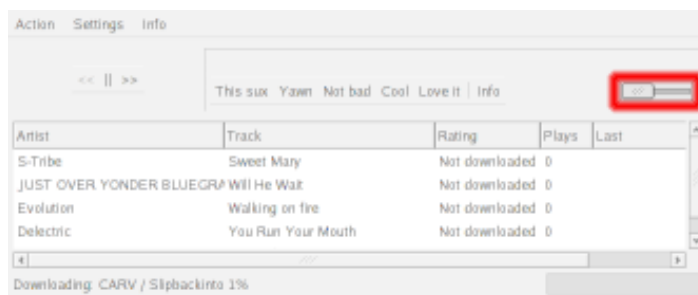 Action Settings Info
<< || >>
This sux Yawn Not bad Cool Love it Info
Artist Track Rating Plays Last
S-Tribe Sweet Mary Not downloaded 0
JUST OVER YONDER BLUEGRA Will He Wait Not downloaded 0
Evolution Walking on fire Not downloaded 0
Delectric You Run Your Mouth Not downloaded 0
Downloading: CARV / Slipbackinto 1%